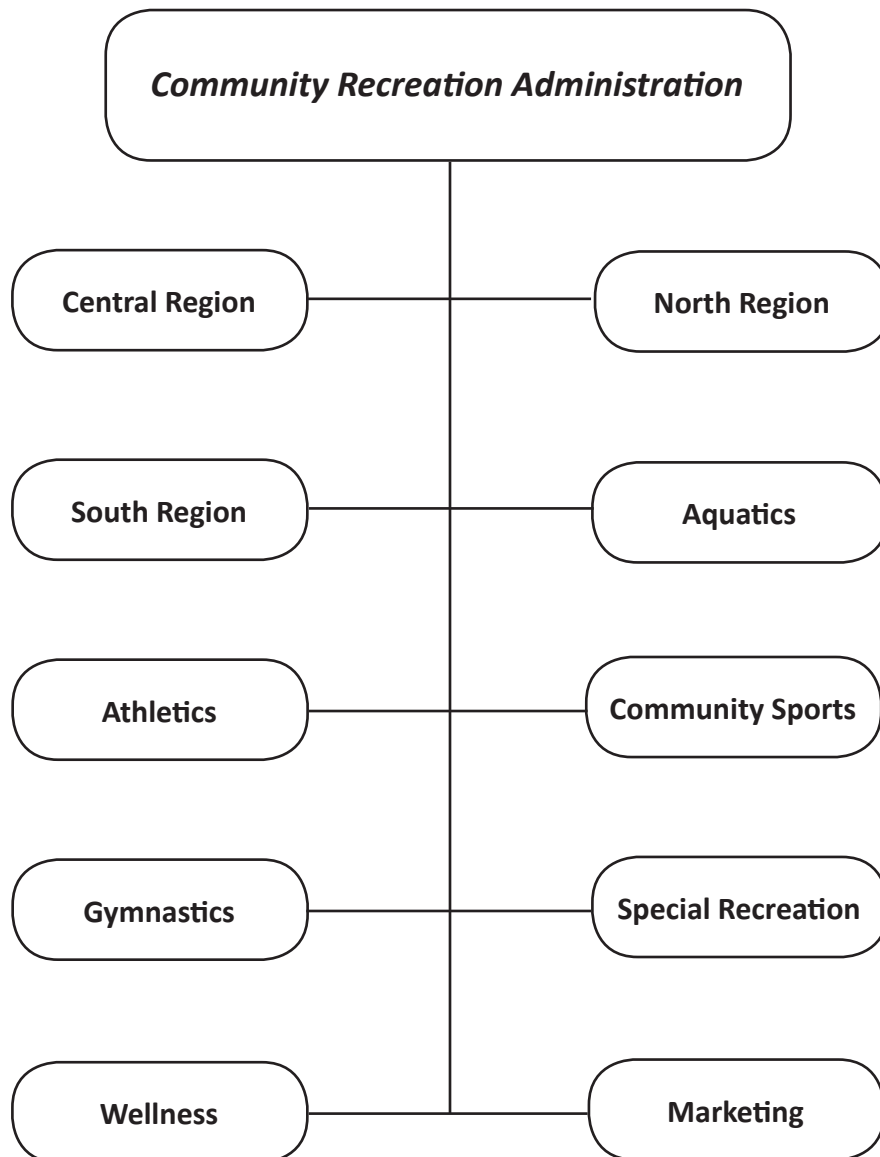 Community Recreation Administration
Central Region
North Region
South Region
Aquatics
Athletics
Community Sports
Gymnastics
Special Recreation
Wellness
Marketing